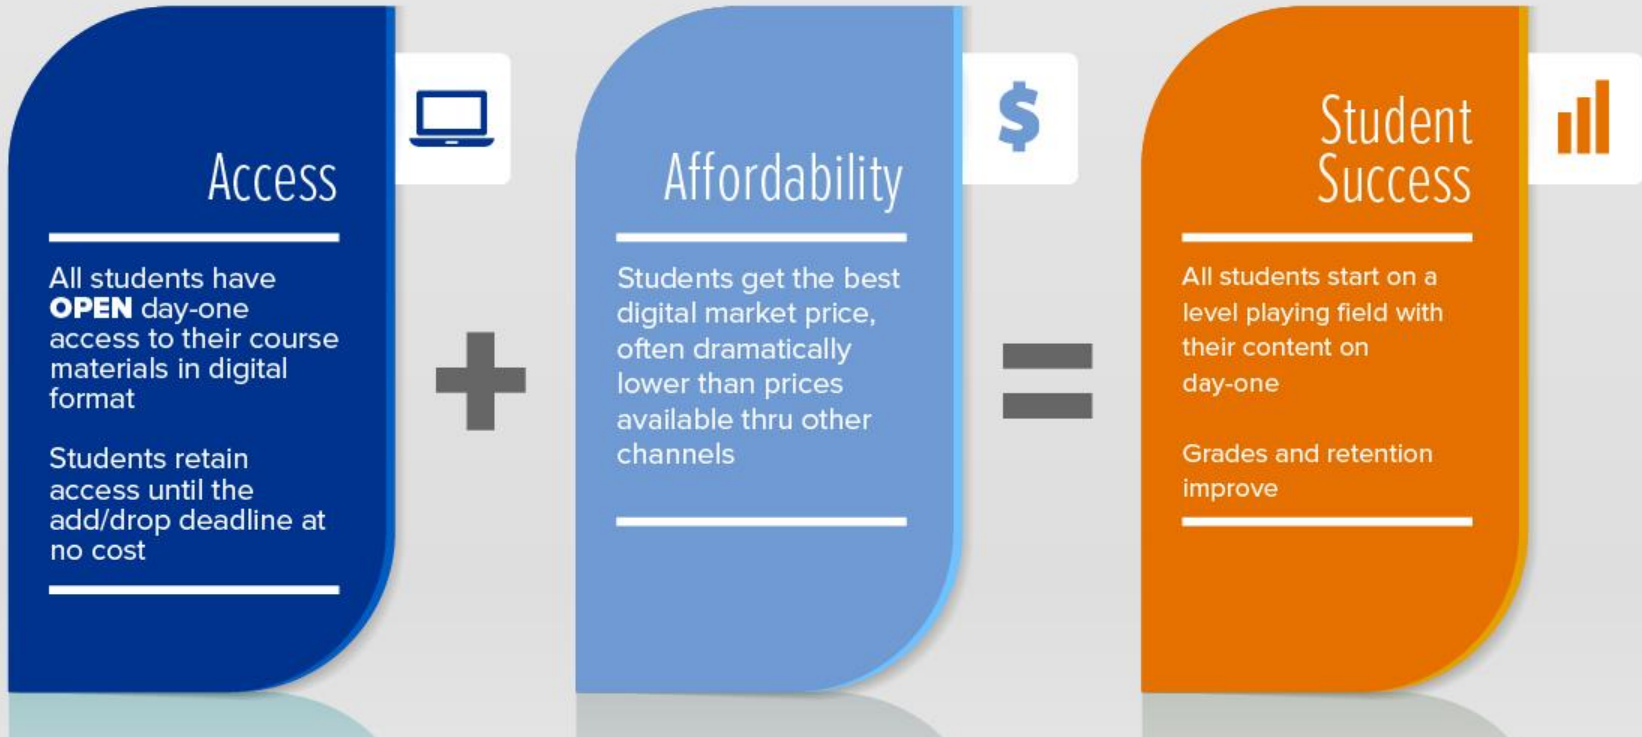 Access
All students have
OPEN day-one
access to their course
materials in digital
format
Students retain
access until the
add/drop deadline at
no cost
+
$
Affordability
Students get the best
digital market price,
often dramatically
lower than prices
available thru other
channels
=
Student
Success
All students start on a
level playing field with
their content on
day-one
Grades and retention
improve